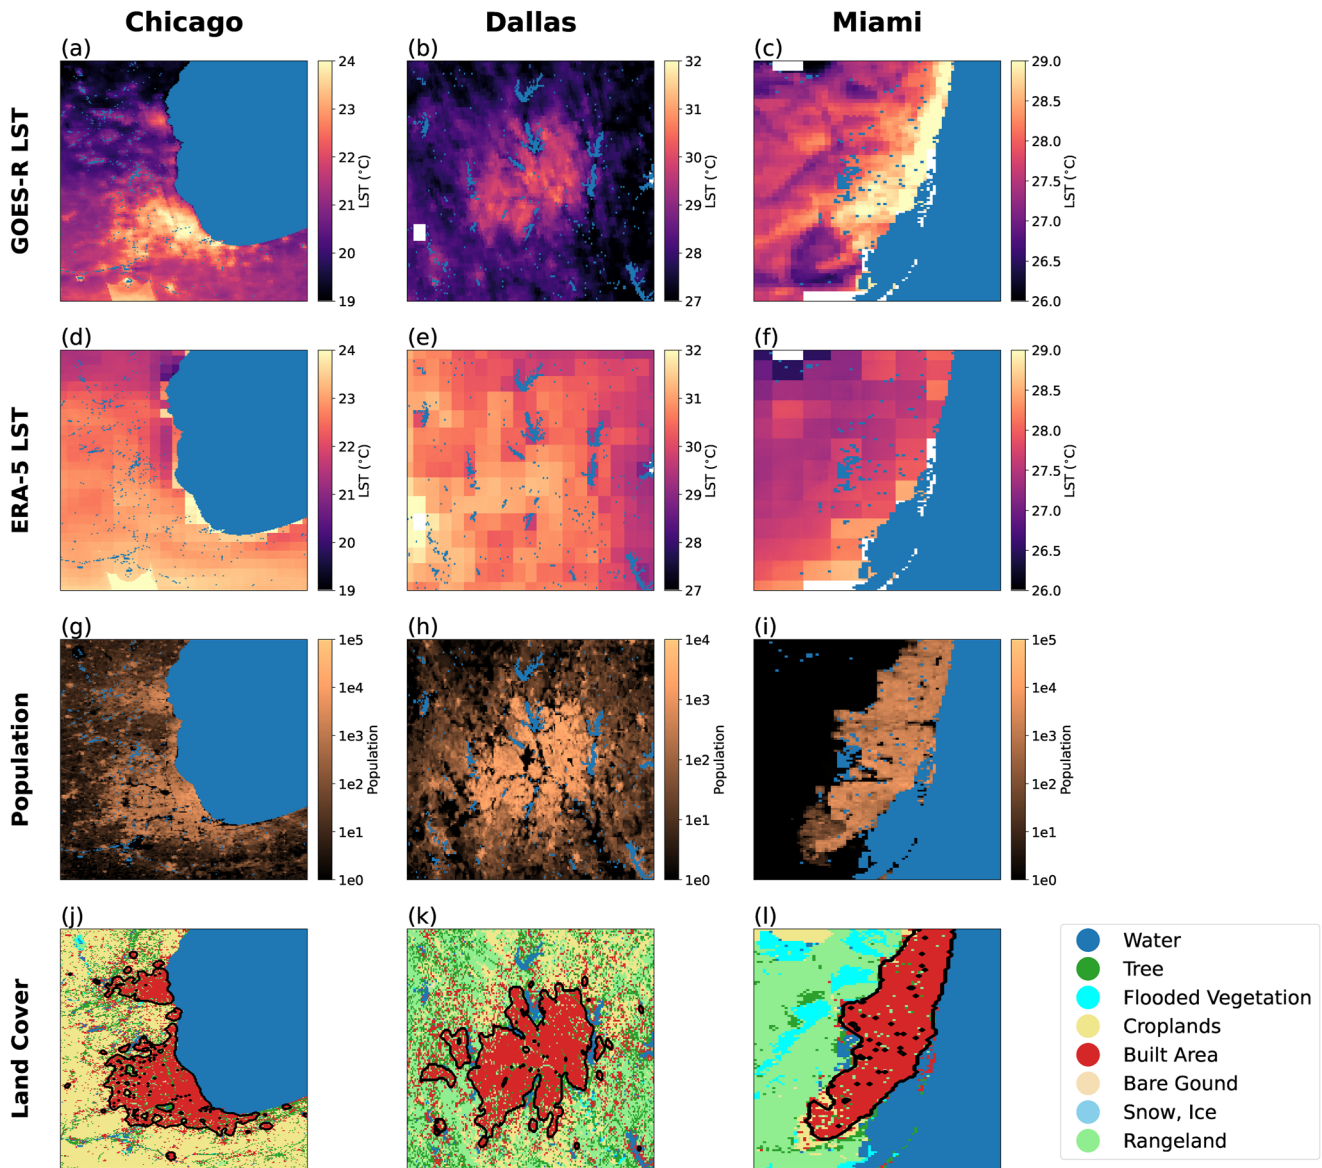 Chicago
Dallas
Miami
(a)
(b)
(c)
GOES-R LST
24
23
22
21
20
19
LST (°C)
32
31
30
29
28
27
LST (°C)
29.0
28.5
28.0
27.5
27.0
26.5
26.0
LST (°C)
(d)
(e)
(f)
ERA-5 LST
24
23
22
21
20
19
LST (°C)
32
31
30
29
28
27
LST (°C)
29.0
28.5
28.0
27.5
27.0
26.5
26.0
LST (°C)
(g)
(h)
(i)
Population
1e5
1e4
1e3
1e2
1e1
1e0
Population
1e4
1e3
1e2
1e1
1e0
Population
1e5
1e4
1e3
1e2
1e1
1e0
Population
(j)
(k)
(l)
Land Cover
Water
Tree
Flooded Vegetation
Croplands
Built Area
Bare Gound
Snow, Ice
Rangeland